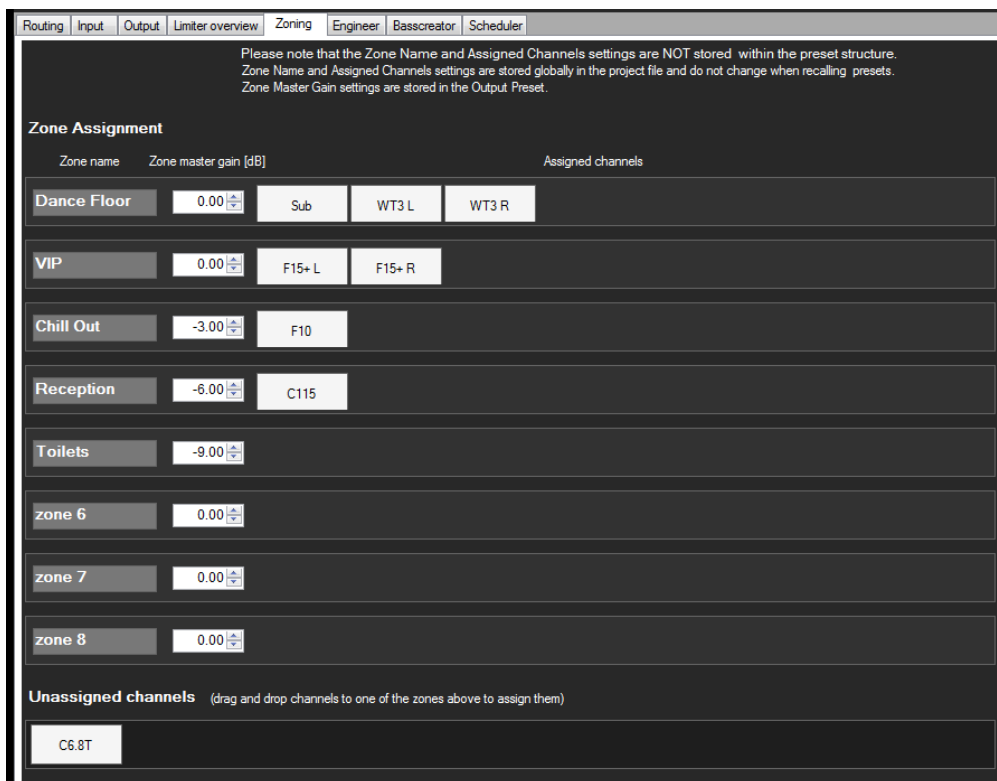 Routing Input Output Limiter overview Zoning Engineer Basscreator Scheduler
Please note that the Zone Name and Assigned Channels settings are NOT stored within the preset structure.
Zone Name and Assigned Channels settings are stored globally in the project file and do not change when recalling presets.
Zone Master Gain settings are stored in the Output Preset.
Zone Assignment
Zone name Zone master gain [dB] Assigned channels
Dance Floor 0.00 Sub WT3 L WT3 R
VIP 0.00 F15+ L F15+ R
Chill Out -3.00 F10
Reception -6.00 C115
Toilets -9.00
zone 6 0.00
zone 7 0.00
zone 8 0.00
Unassigned channels (drag and drop channels to one of the zones above to assign them)
C6.8T